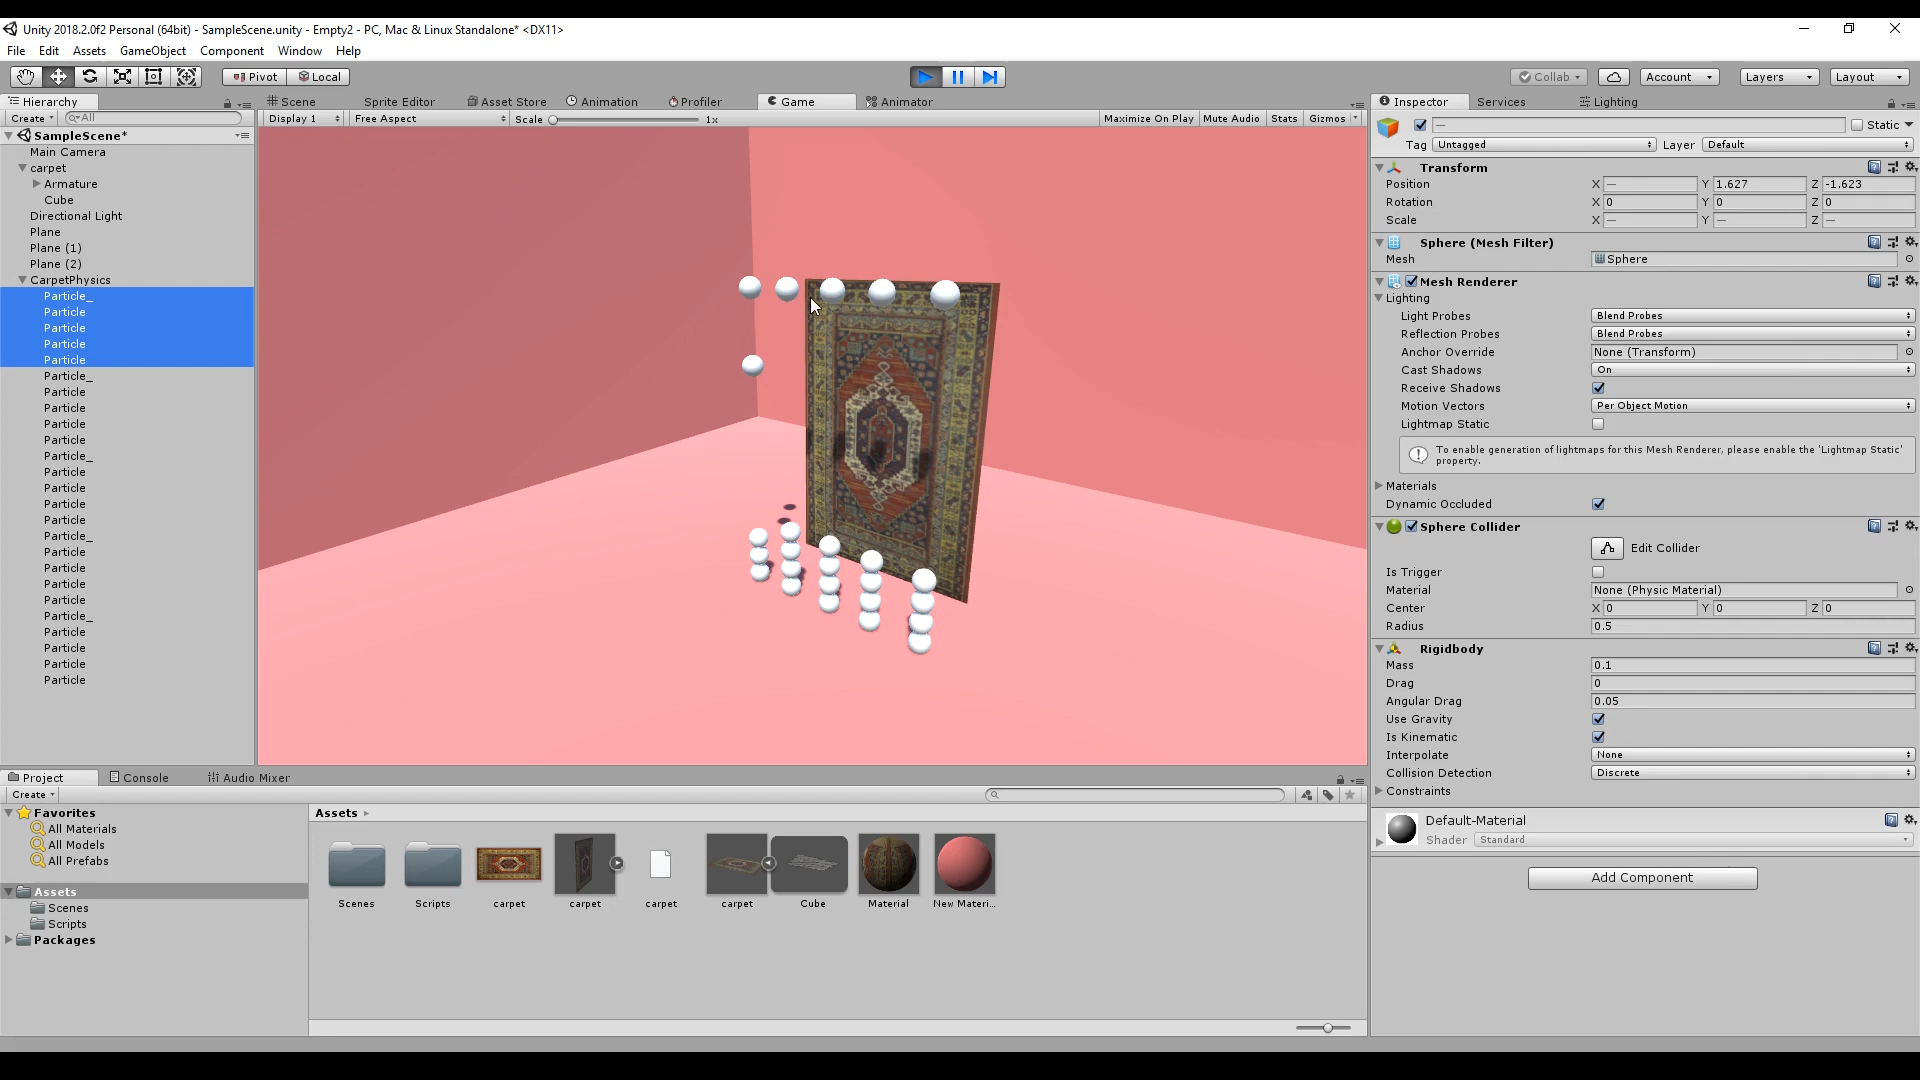 Unity 2018.2.0f2 Personal (64bit) - SampleScene.unity - Empty2 - PC, Mac & Linux Standalone* <DX11>
File Edit Assets GameObject Component Window Help
Pivot Local Collab Account Layers Layout
Hierarchy
Create All
SampleScene*
Main Camera
carpet
Armature
Cube
Directional Light
Plane
Plane (1)
Plane (2)
CarpetPhysics
Particle_
Particle
Particle
Particle
Particle
Particle_
Particle
Particle
Particle
Particle
Particle_
Particle
Particle
Particle
Particle
Particle_
Particle
Particle
Particle
Particle
Particle_
Particle
Particle
Particle
Particle
Scene Sprite Editor Asset Store Animation Profiler Game Animator
Display 1 Free Aspect Scale 1x Maximize On Play Mute Audio Stats Gizmos
Inspector Services Lighting
— Static
Tag Untagged Layer Default
Transform
Position X — Y 1.627 Z -1.623
Rotation X 0 Y 0 Z 0
Scale X — Y — Z —
Sphere (Mesh Filter)
Mesh Sphere
Mesh Renderer
Lighting
Light Probes Blend Probes
Reflection Probes Blend Probes
Anchor Override None (Transform)
Cast Shadows On
Receive Shadows
Motion Vectors Per Object Motion
Lightmap Static
To enable generation of lightmaps for this Mesh Renderer, please enable the 'Lightmap Static'
property.
Materials
Dynamic Occluded
Sphere Collider
Edit Collider
Is Trigger
Material None (Physic Material)
Center X 0 Y 0 Z 0
Radius 0.5
Rigidbody
Mass 0.1
Drag 0
Angular Drag 0.05
Use Gravity
Is Kinematic
Interpolate None
Collision Detection Discrete
Constraints
Default-Material
Shader Standard
Add Component
Project Console Audio Mixer
Create
Favorites
All Materials
All Models
All Prefabs
Assets
Scenes
Scripts
Packages
Assets
Scenes Scripts carpet carpet carpet carpet Cube Material New Materi...